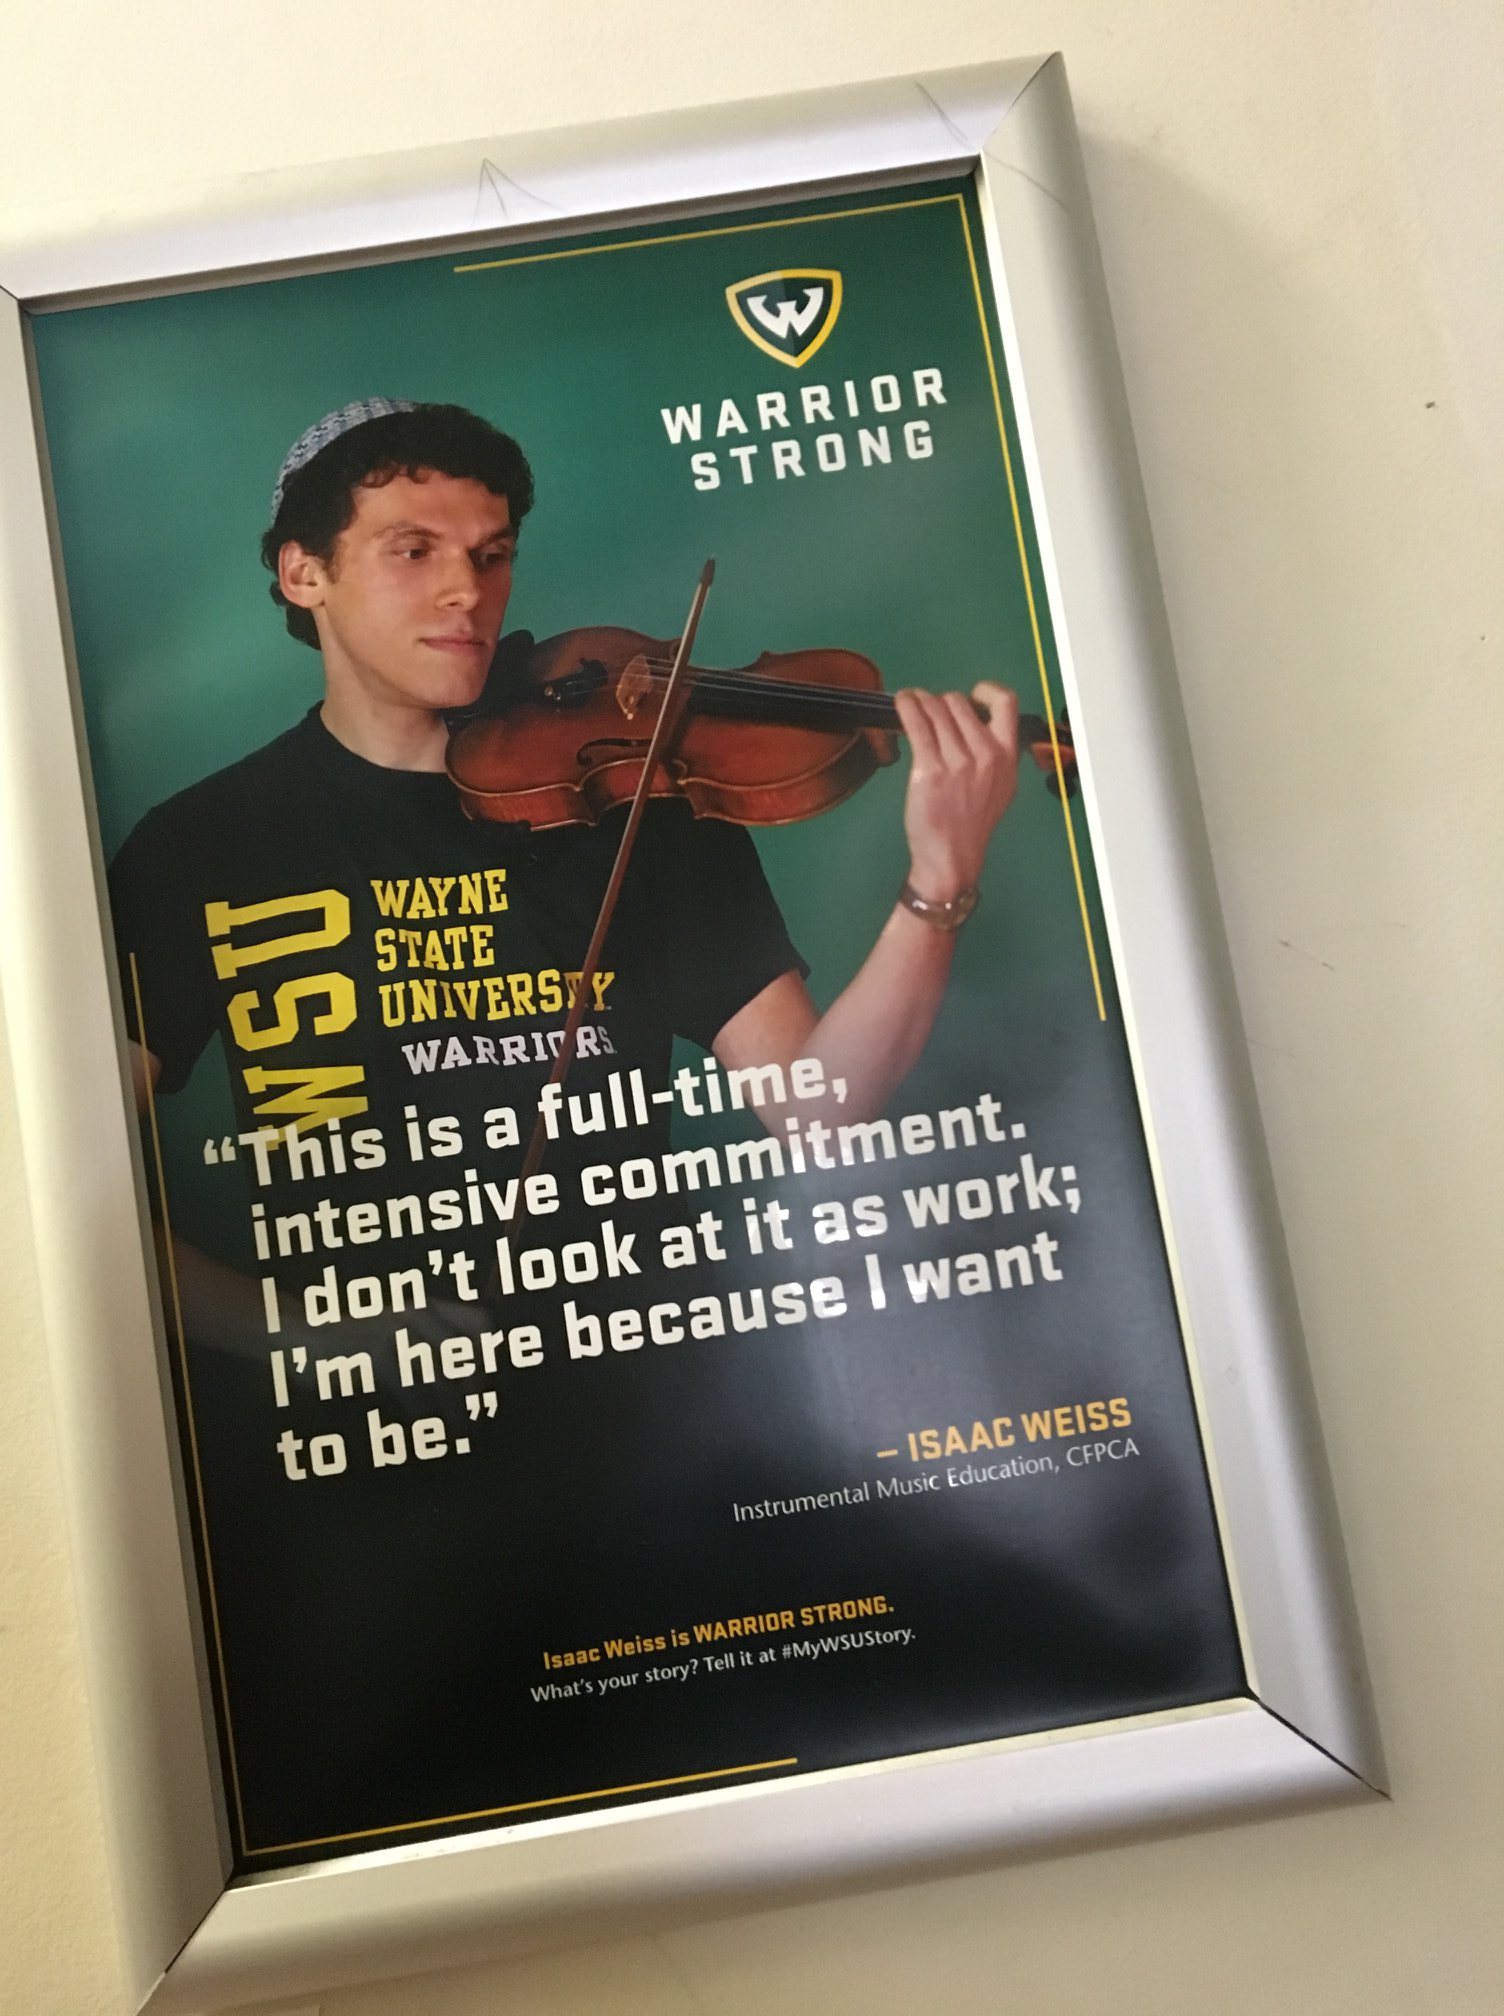 W
WARRIOR
STRONG
WSU
WAYNE
STATE
UNIVERSITY
WARRIORS
“This is a full-time,
intensive commitment.
I don’t look at it as work;
I’m here because I want
to be.”
– ISAAC WEISS
Instrumental Music Education, CFPCA
Isaac Weiss is WARRIOR STRONG.
What’s your story? Tell it at #MyWSUStory.